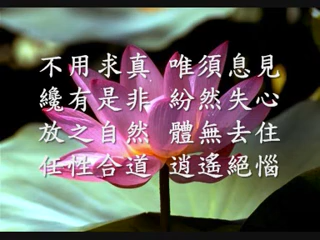 不用求真 唯須息見
纔有是非 紛然失心
放之自然 體無去住
任性合道 逍遙絕惱